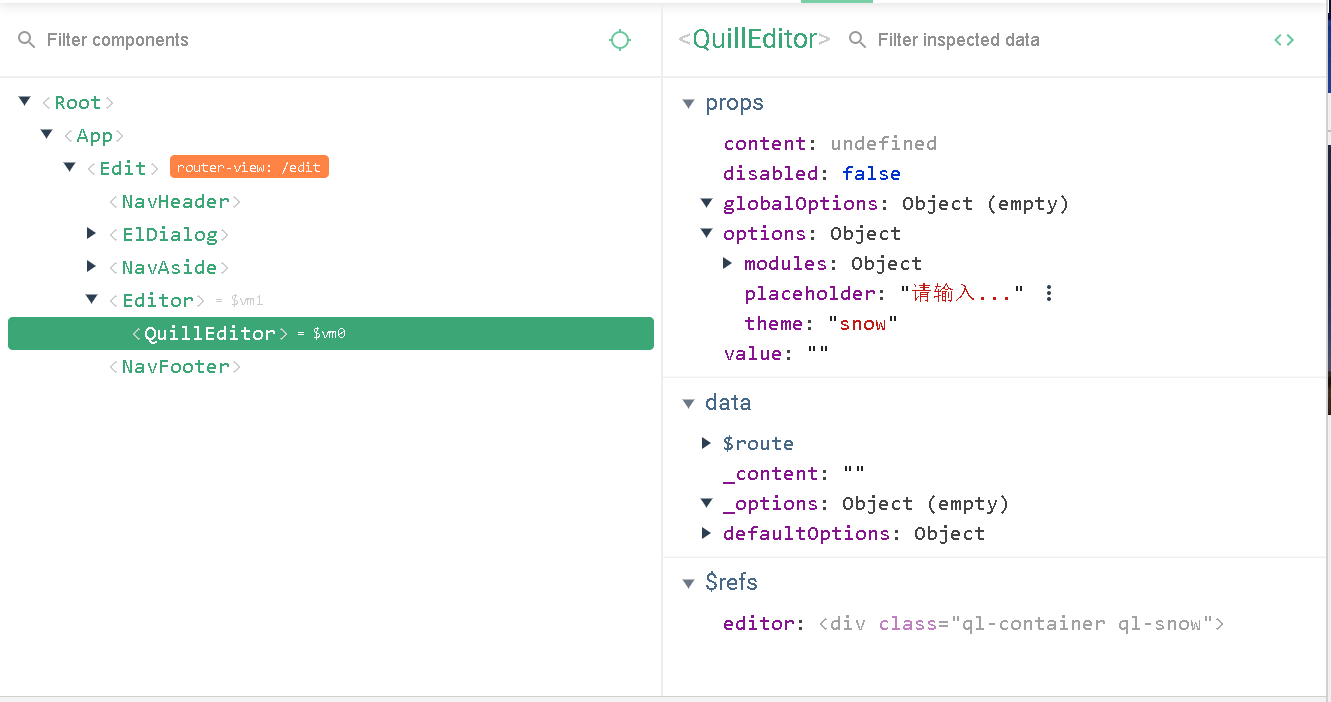 Filter components
<Root>
<App>
<Edit> router-view: /edit
<NavHeader>
<ElDialog>
<NavAside>
<Editor> = $vm1
<QuillEditor> = $vm0
<NavFooter>
<QuillEditor> Filter inspected data <>
props
content: undefined
disabled: false
globalOptions: Object (empty)
options: Object
modules: Object
placeholder: "请输入..."
theme: "snow"
value: ""
data
$route
_content: ""
_options: Object (empty)
defaultOptions: Object
$refs
editor: <div class="ql-container ql-snow">